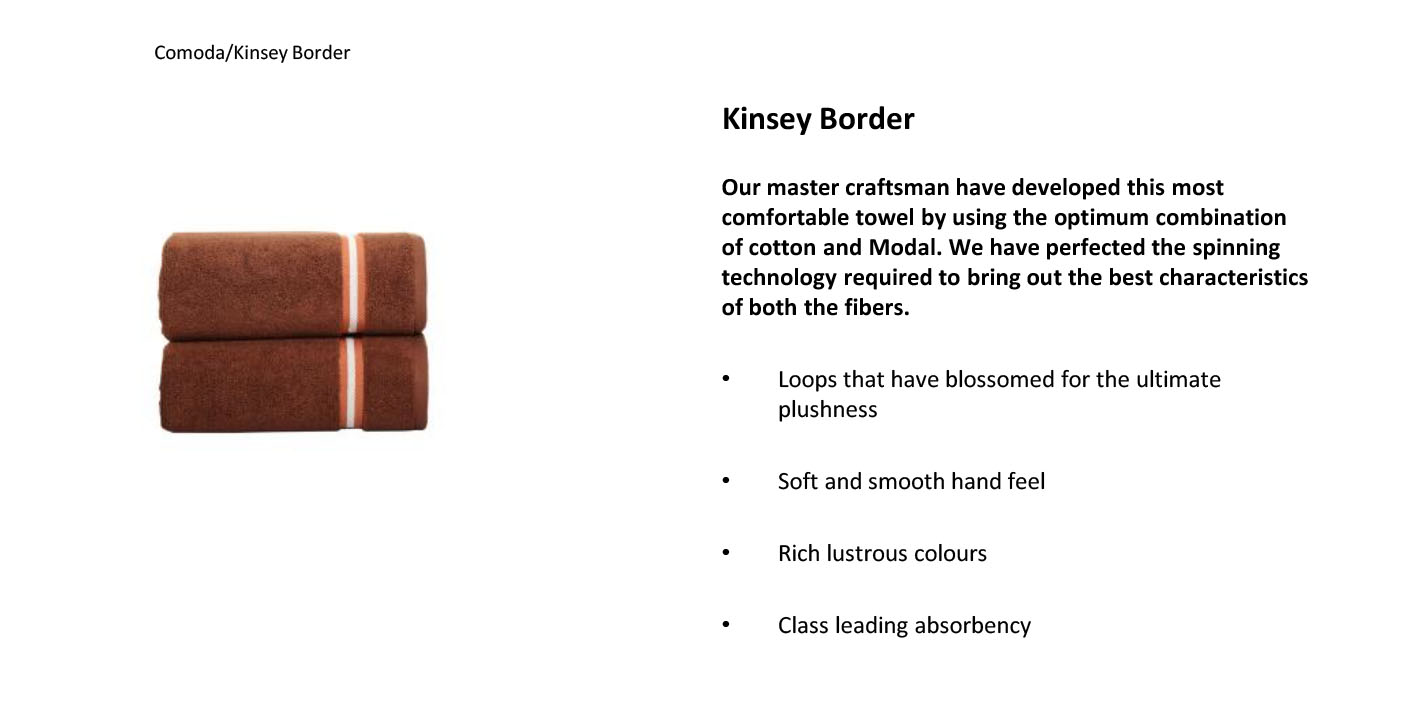 Comoda/Kinsey Border
Kinsey Border
Our master craftsman have developed this most
comfortable towel by using the optimum combination
of cotton and Modal. We have perfected the spinning
technology required to bring out the best characteristics
of both the fibers.
• Loops that have blossomed for the ultimate
plushness
• Soft and smooth hand feel
• Rich lustrous colours
• Class leading absorbency